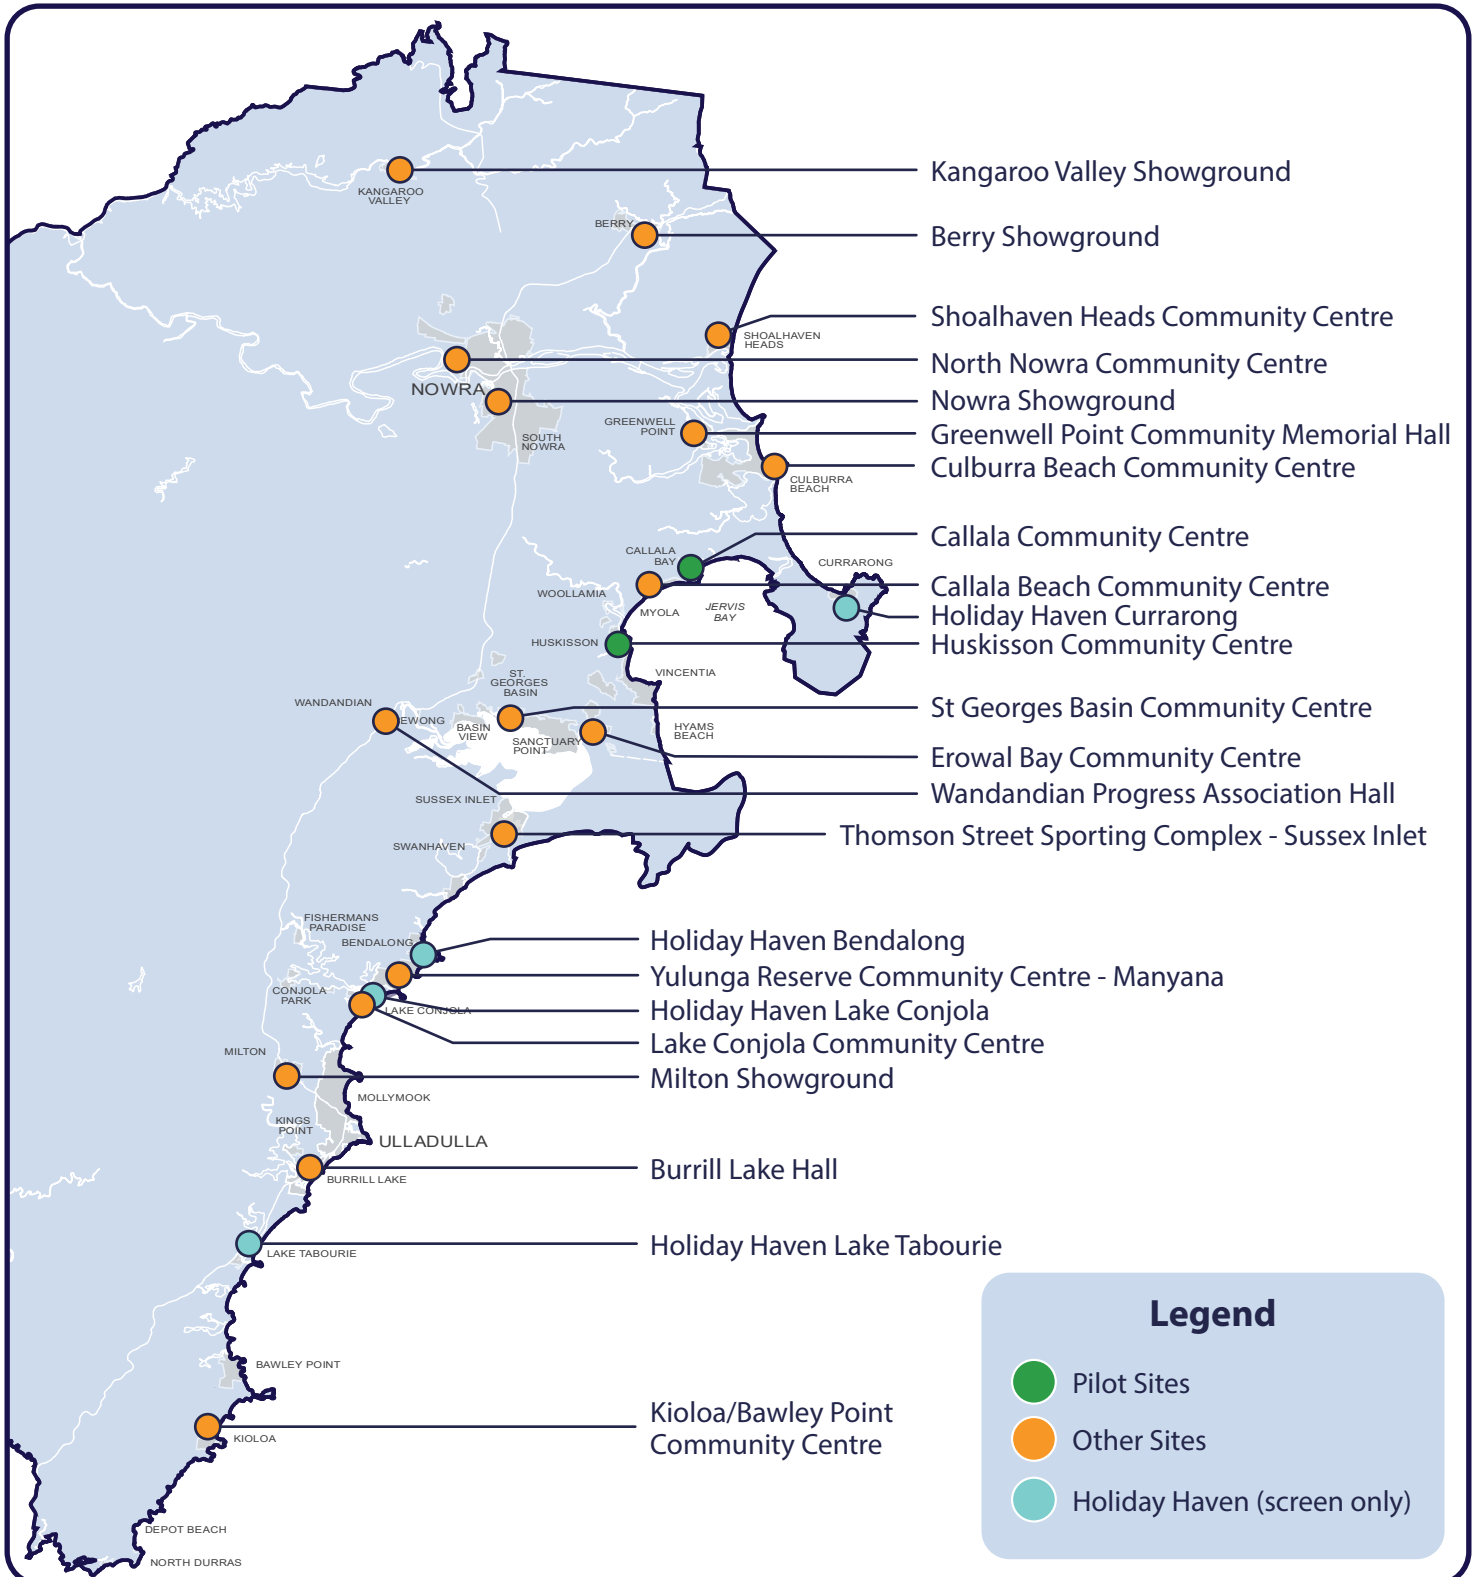 Kangaroo Valley Showground
KANGAROO
VALLEY
BERRY
Berry Showground
Shoalhaven Heads Community Centre
SHOALHAVEN
HEADS
North Nowra Community Centre
NOWRA
Nowra Showground
GREENWELL
POINT
Greenwell Point Community Memorial Hall
SOUTH
NOWRA
Culburra Beach Community Centre
CULBURRA
BEACH
Callala Community Centre
CALLALA
BAY
CURRARONG
WOOLLAMIA
Callala Beach Community Centre
MYOLA
JERVIS
BAY
Holiday Haven Currarong
HUSKISSON
Huskisson Community Centre
VINCENTIA
ST.
GEORGES
BASIN
WANDANDIAN
EWONG
BASIN
VIEW
SANCTUARY
POINT
HYAMS
BEACH
St Georges Basin Community Centre
Erowal Bay Community Centre
Wandandian Progress Association Hall
SUSSEX INLET
SWANHAVEN
Thomson Street Sporting Complex - Sussex Inlet
FISHERMANS
PARADISE
BENDALONG
Holiday Haven Bendalong
Yulunga Reserve Community Centre - Manyana
CONJOLA
PARK
LAKE CONJOLA
Holiday Haven Lake Conjola
Lake Conjola Community Centre
MILTON
Milton Showground
MOLLYMOOK
KINGS
POINT
ULLADULLA
Burrill Lake Hall
BURRILL LAKE
Holiday Haven Lake Tabourie
LAKE TABOURIE
BAWLEY POINT
Kioloa/Bawley Point
Community Centre
KIOLOA
DEPOT BEACH
NORTH DURRAS
Legend
Pilot Sites
Other Sites
Holiday Haven (screen only)